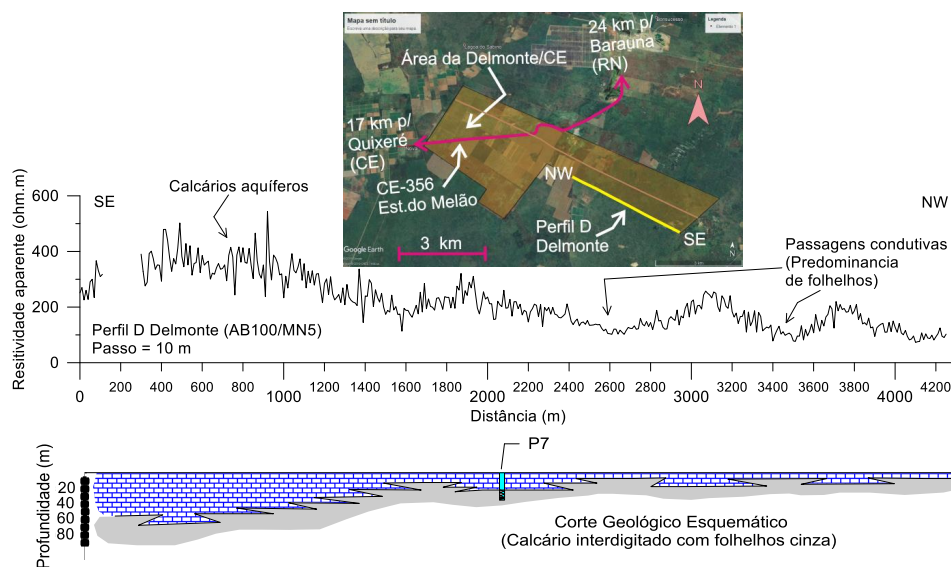 Mapa sem título
Legenda
24 km p/
Barauna
(RN)
Área da Delmonte/CE
N
17 km p/
Quixeré
(CE)
NW
CE-356
Est.do Melão
Perfil D
Delmonte
SE
Google Earth
3 km
Resitividade aparente (ohm.m)
600
400
200
0
SE
NW
Calcários aquíferos
Passagens condutivas
(Predominancia
de folhelhos)
Perfil D Delmonte (AB100/MN5)
Passo = 10 m
0 200 400 600 800 1000 1200 1400 1600 1800 2000 2200 2400 2600 2800 3000 3200 3400 3600 3800 4000 4200
Distância (m)
P7
Profundidade (m)
20
40
60
80
Corte Geológico Esquemático
(Calcário interdigitado com folhelhos cinza)